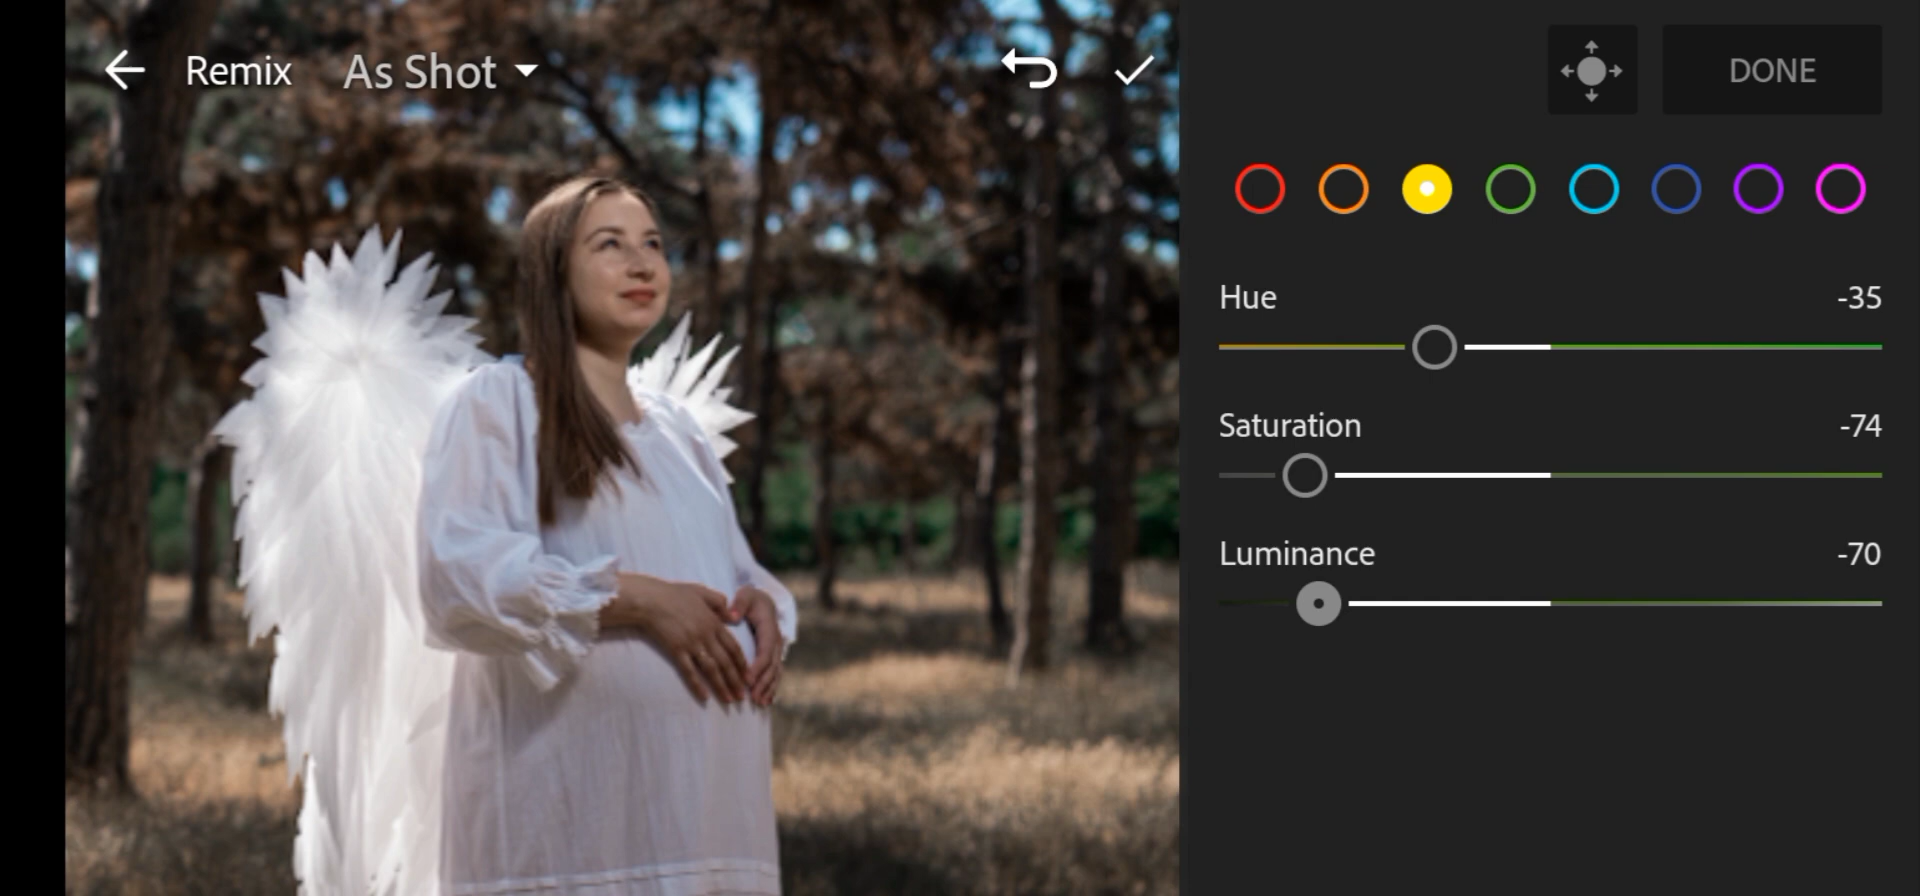 Remix As Shot
DONE
Hue -35
Saturation -74
Luminance -70